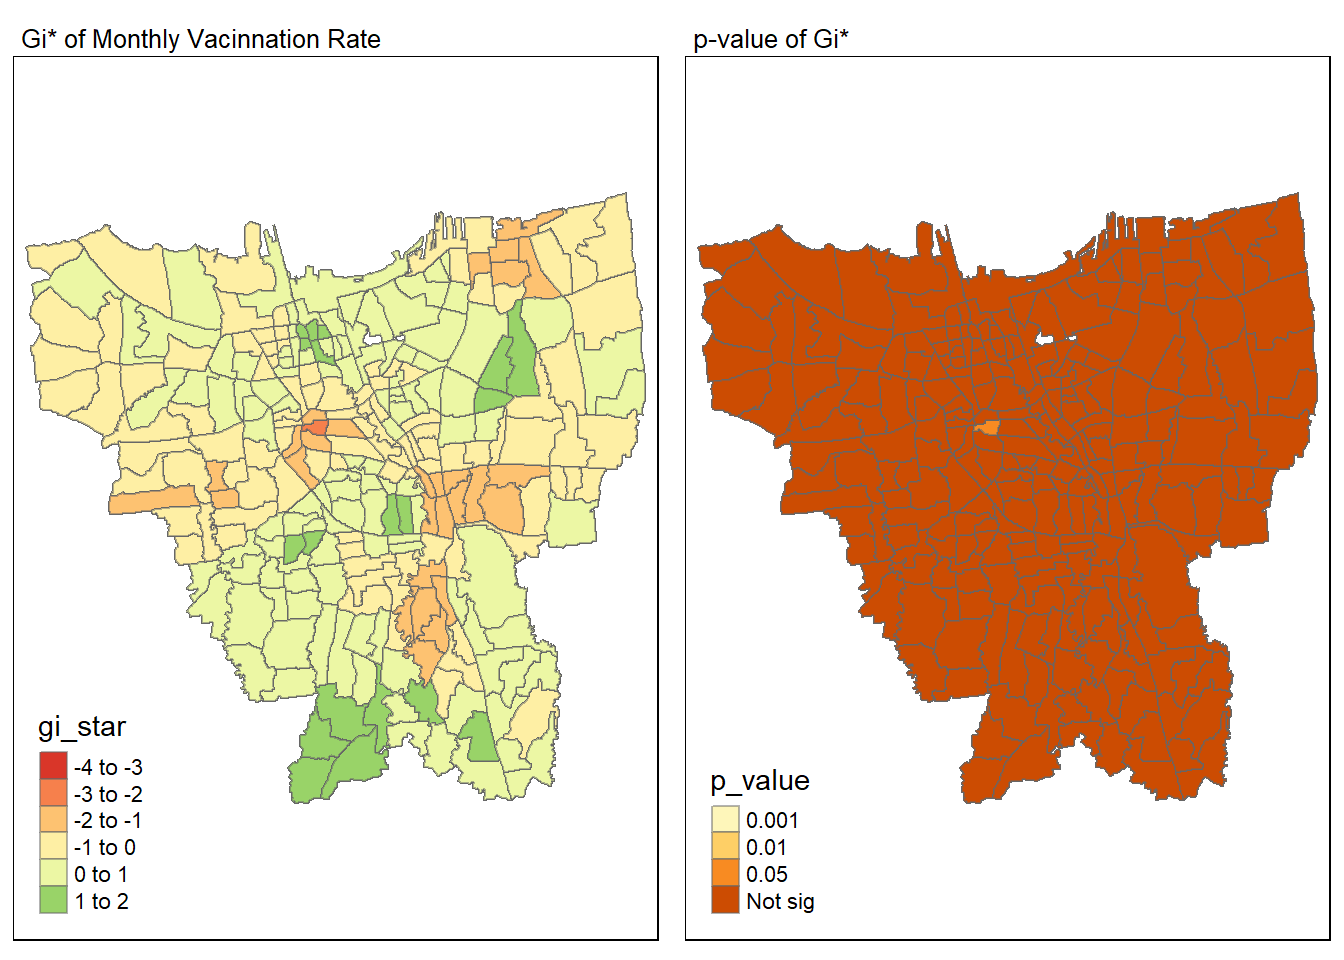 Gi* of Monthly Vacinnation Rate
gi_star
-4 to -3
-3 to -2
-2 to -1
-1 to 0
0 to 1
1 to 2
p-value of Gi*
p_value
0.001
0.01
0.05
Not sig